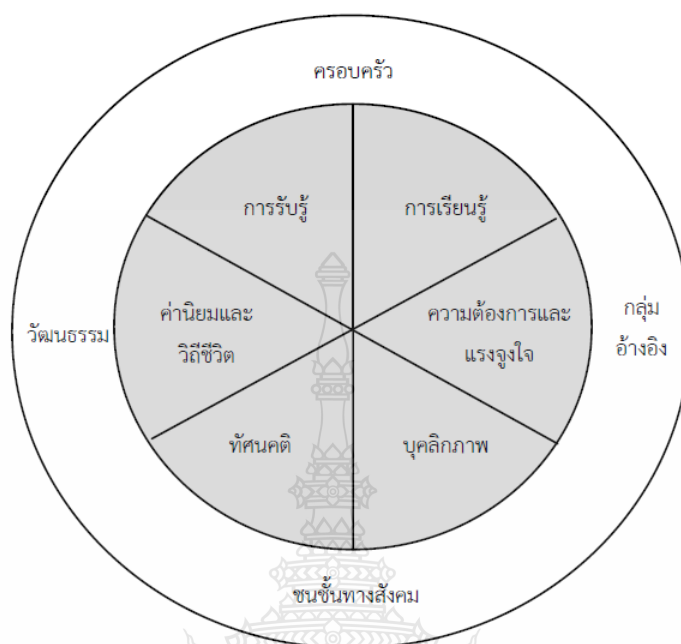 ครอบครัว
การรับรู้
การเรียนรู้
วัฒนธรรม
ค่านิยมและ
วิถีชีวิต
ความต้องการและ
แรงจูงใจ
กลุ่ม
อ้างอิง
ทัศนคติ
บุคลิกภาพ
ชนชั้นทางสังคม